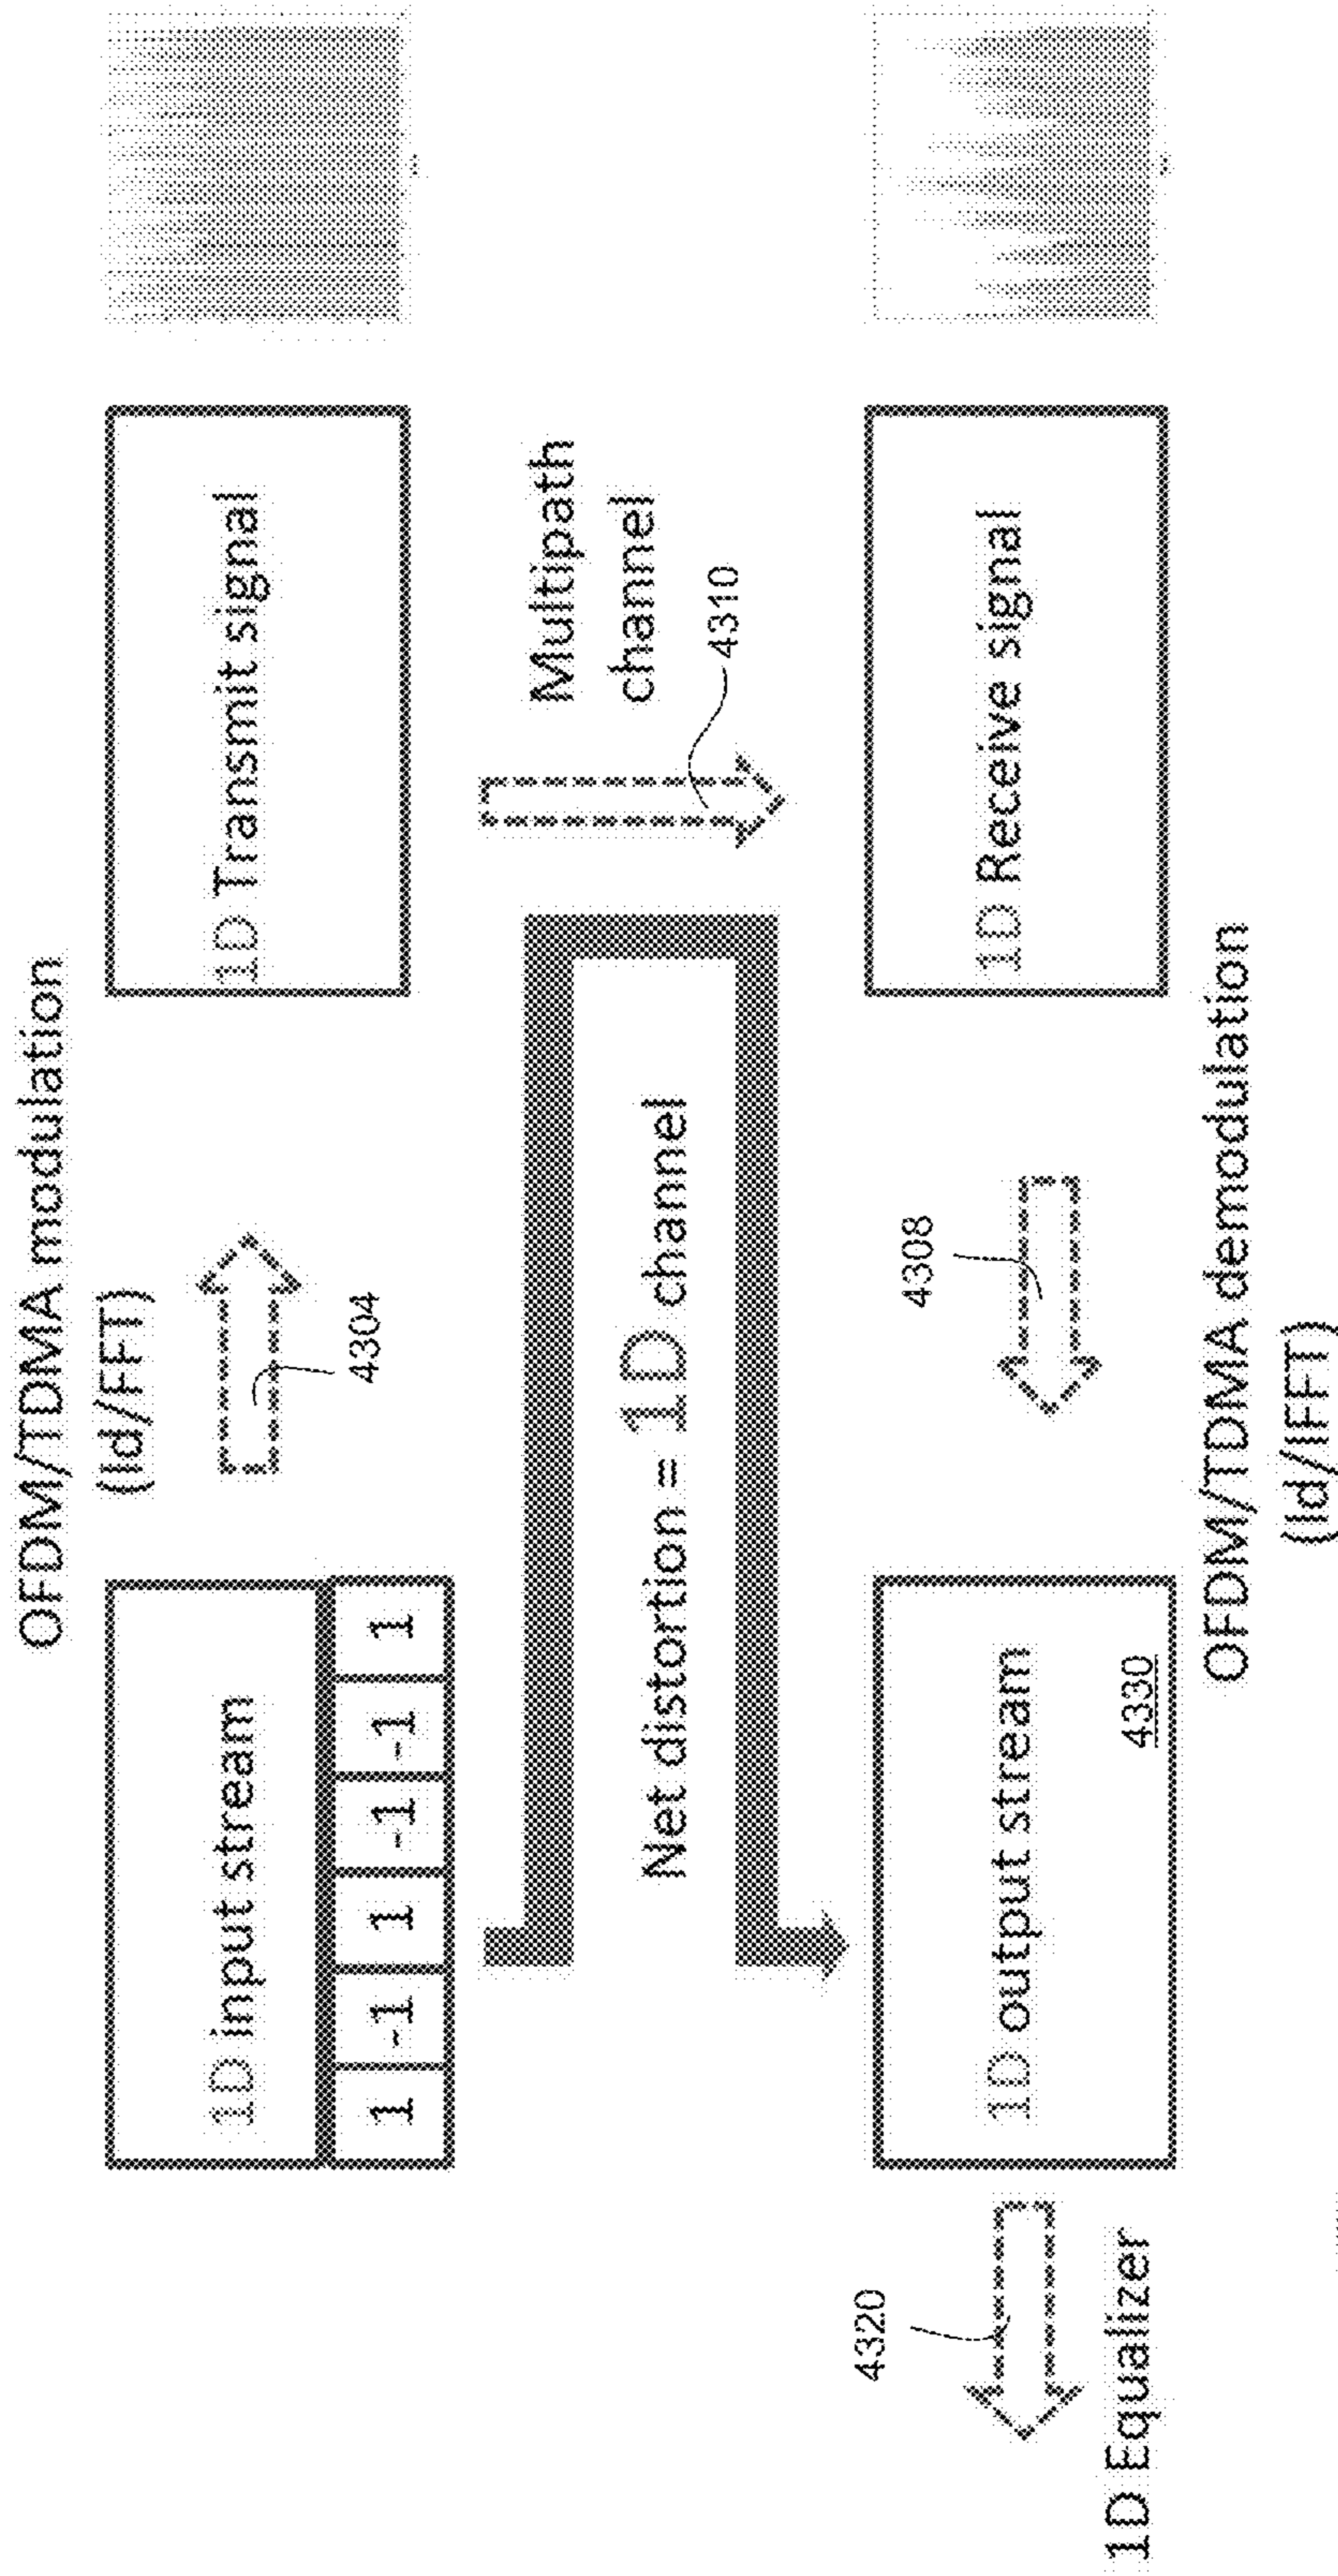 OFDM/TDMA modulation
(Id/FFT)
1D input stream
1 -1 1 -1 -1 1
4304
1D Transmit signal
Net distortion = 1D channel
Multipath
channel
4310
4320
1D Equalizer
1D output stream
4330
4308
1D Receive signal
OFDM/TDMA demodulation
(Id/IFFT)